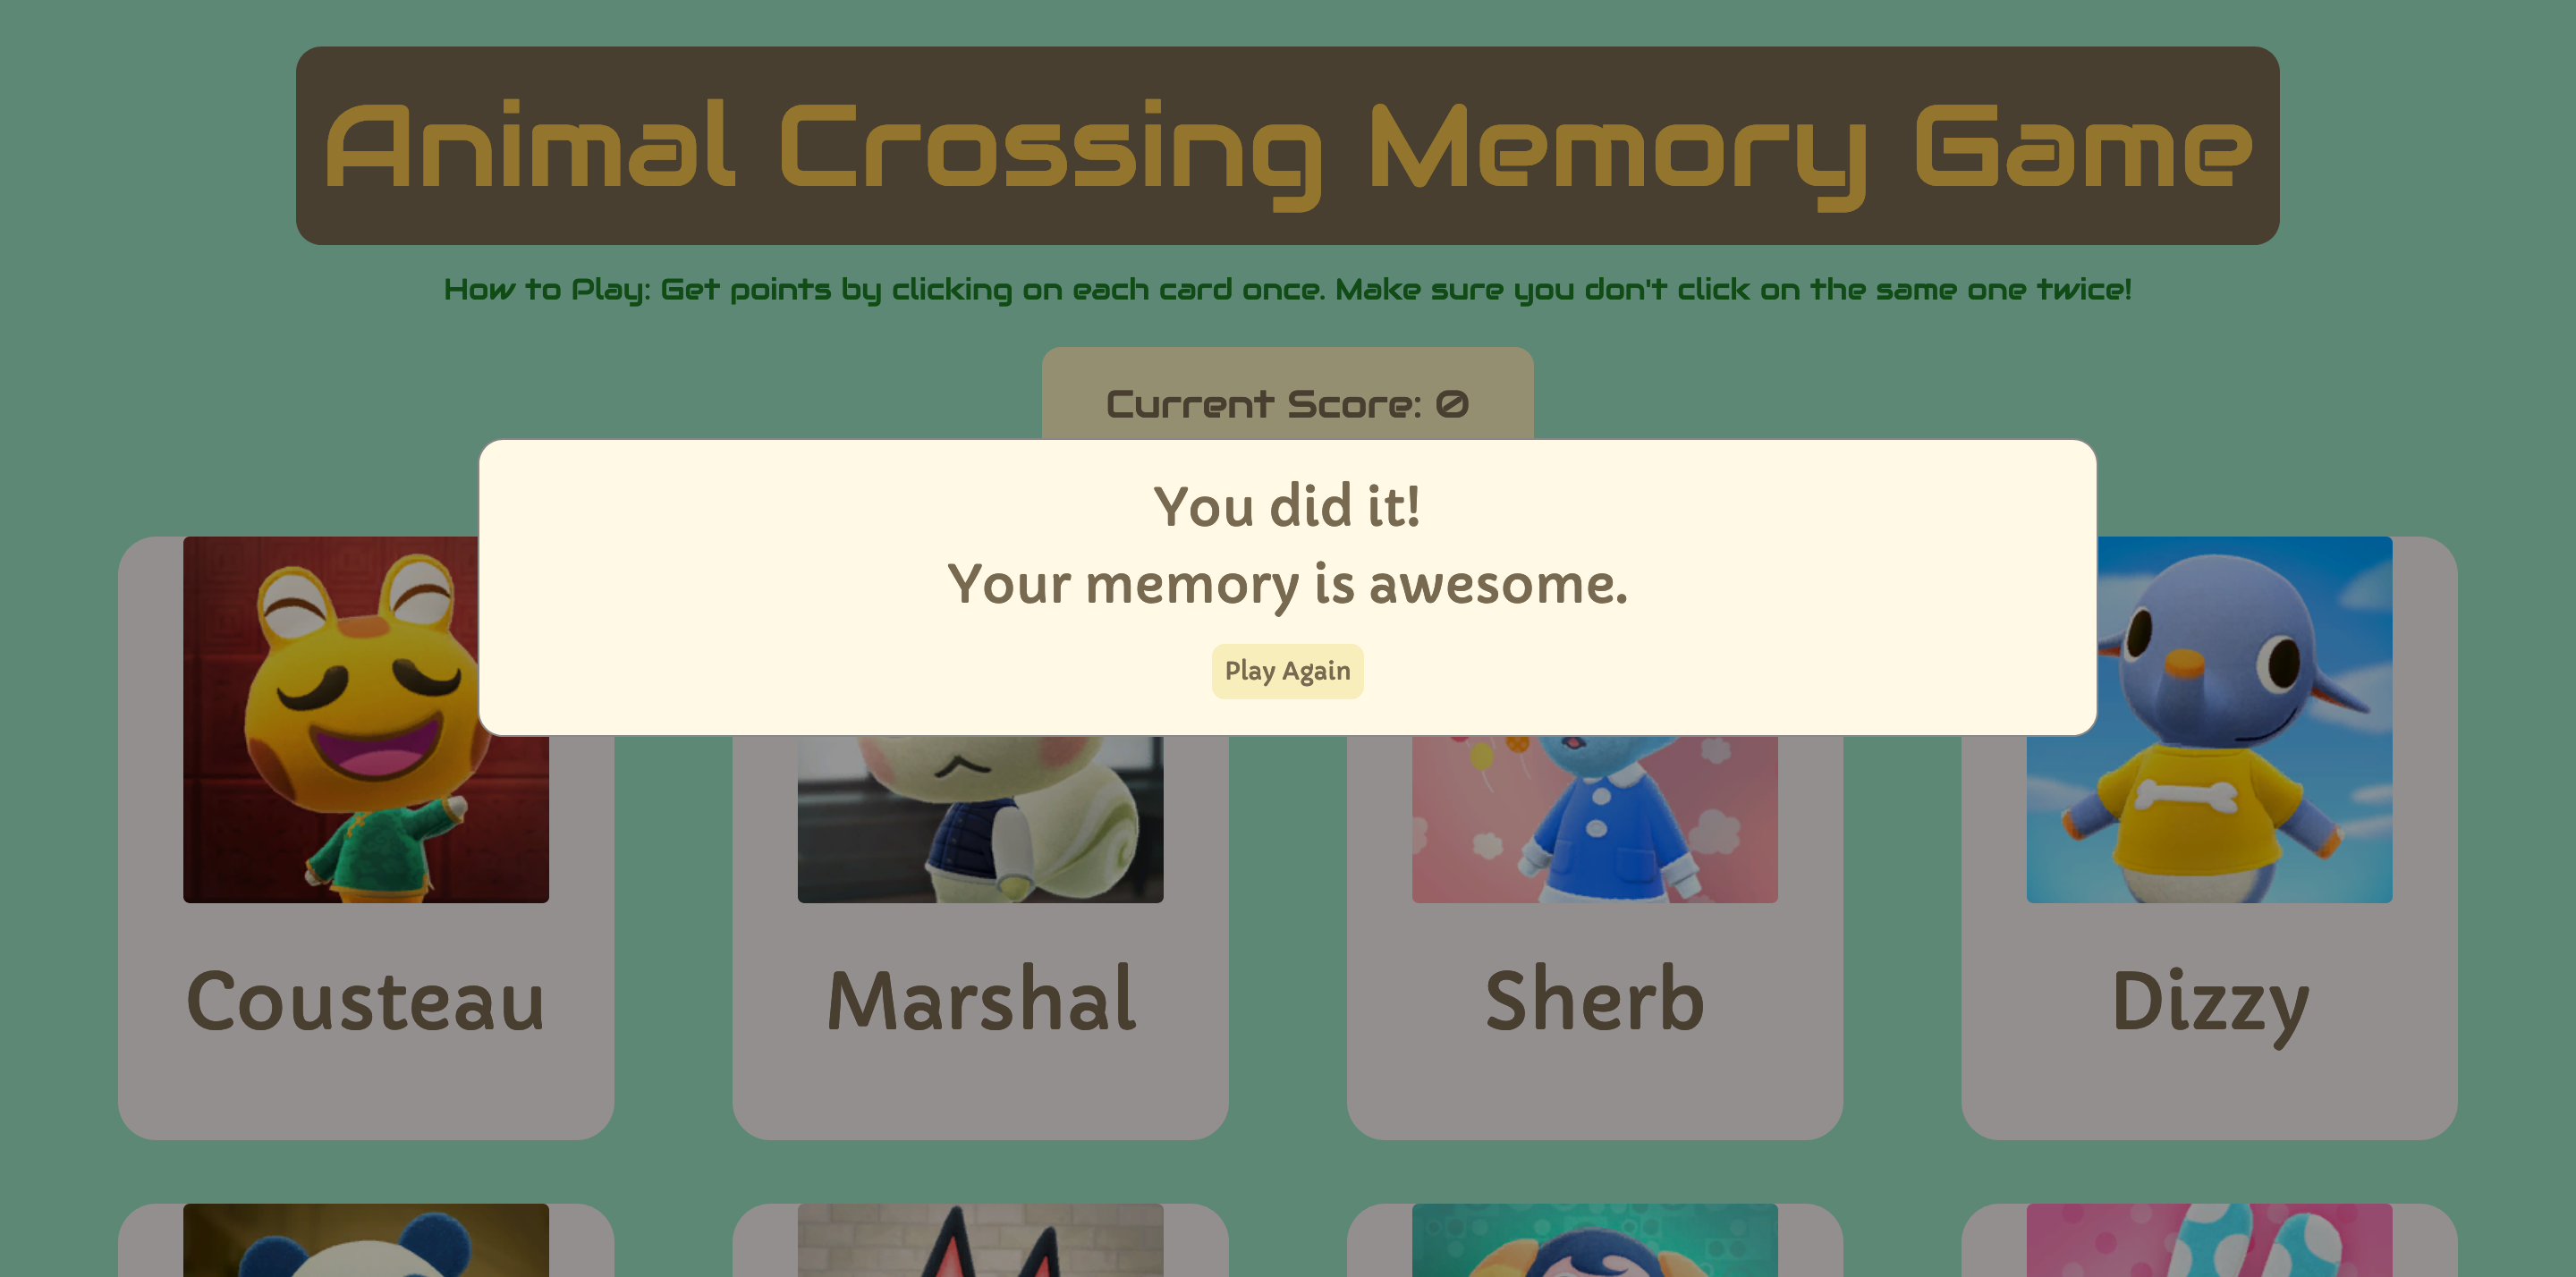 Animal Crossing Memory Game
How to Play: Get points by clicking on each card once. Make sure you don't click on the same one twice!
Current Score: 0
You did it!
Your memory is awesome.
Play Again
Cousteau
Marshal
Sherb
Dizzy